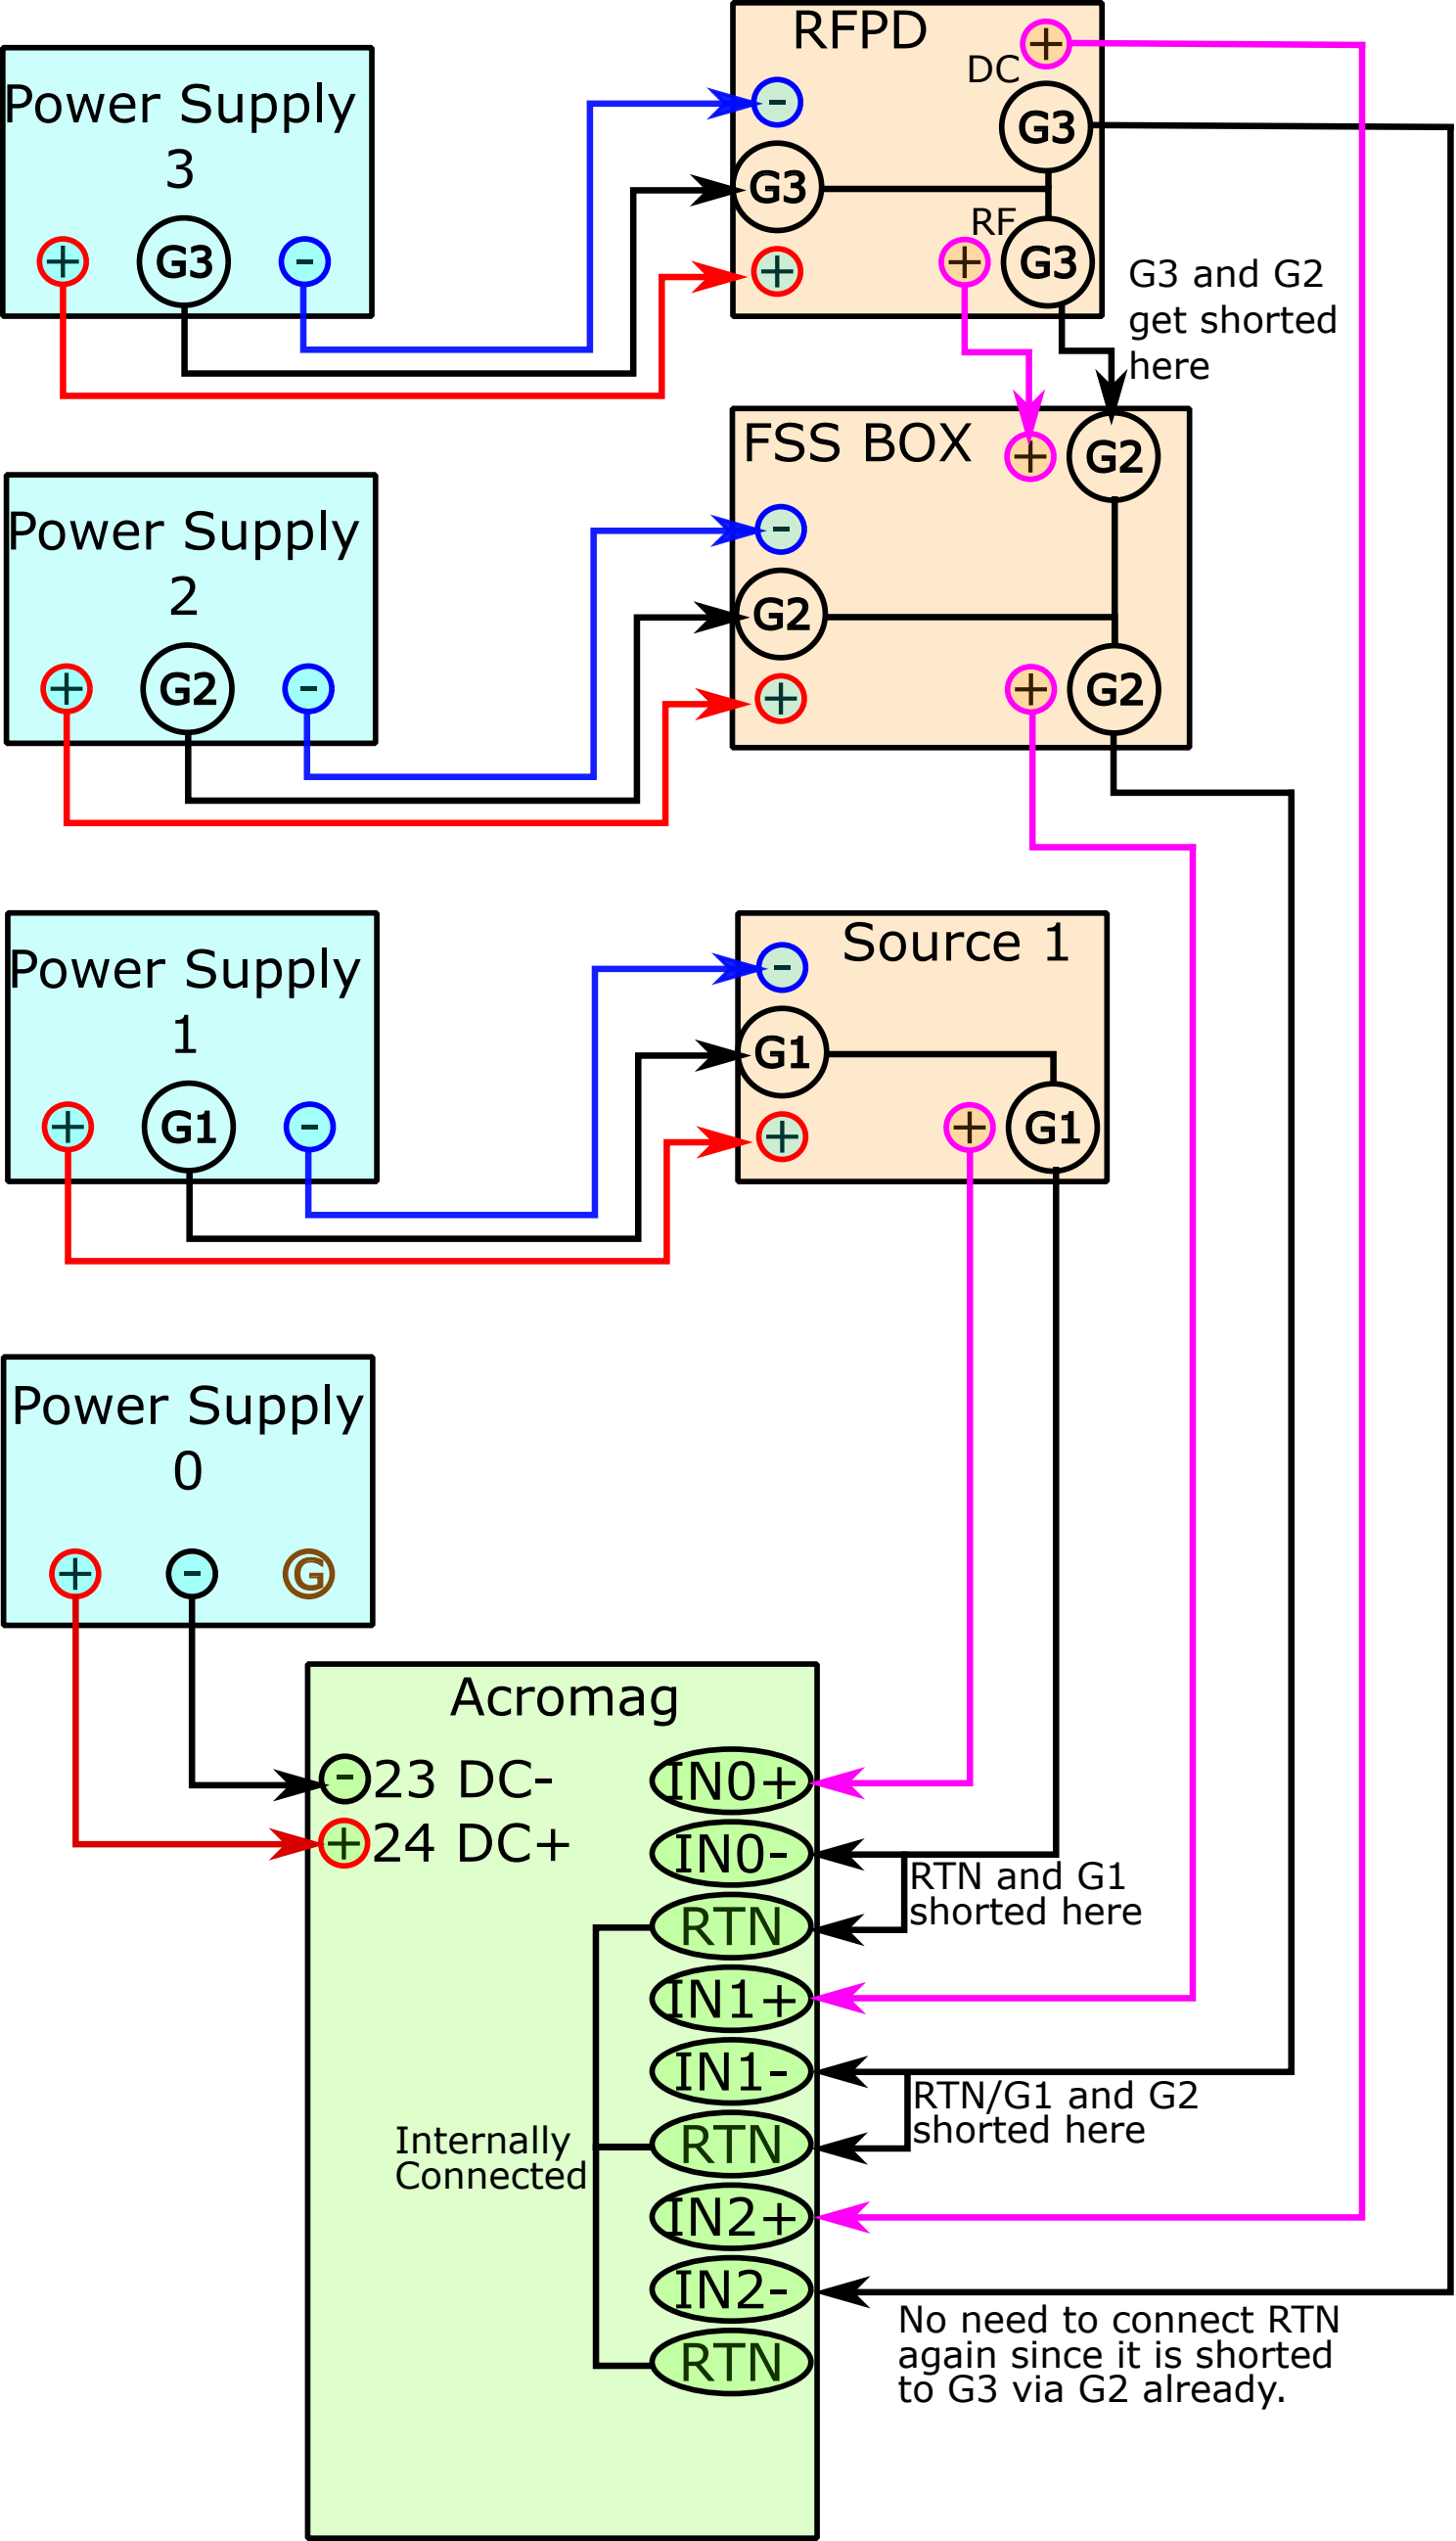 Power Supply
3
+ G3 -
RFPD
DC
+
-
G3
G3
RF
+
+ G3
G3 and G2
get shorted
here
Power Supply
2
+ G2 -
FSS BOX
+ G2
-
G2
+
+ G2
Power Supply
1
+ G1 -
Source 1
-
G1
+
+ G1
Power Supply
0
+ - G
Acromag
- 23 DC-
+ 24 DC+
IN0+
IN0-
RTN
IN1+
IN1-
RTN
IN2+
IN2-
RTN
RTN and G1
shorted here
RTN/G1 and G2
shorted here
Internally
Connected
No need to connect RTN
again since it is shorted
to G3 via G2 already.